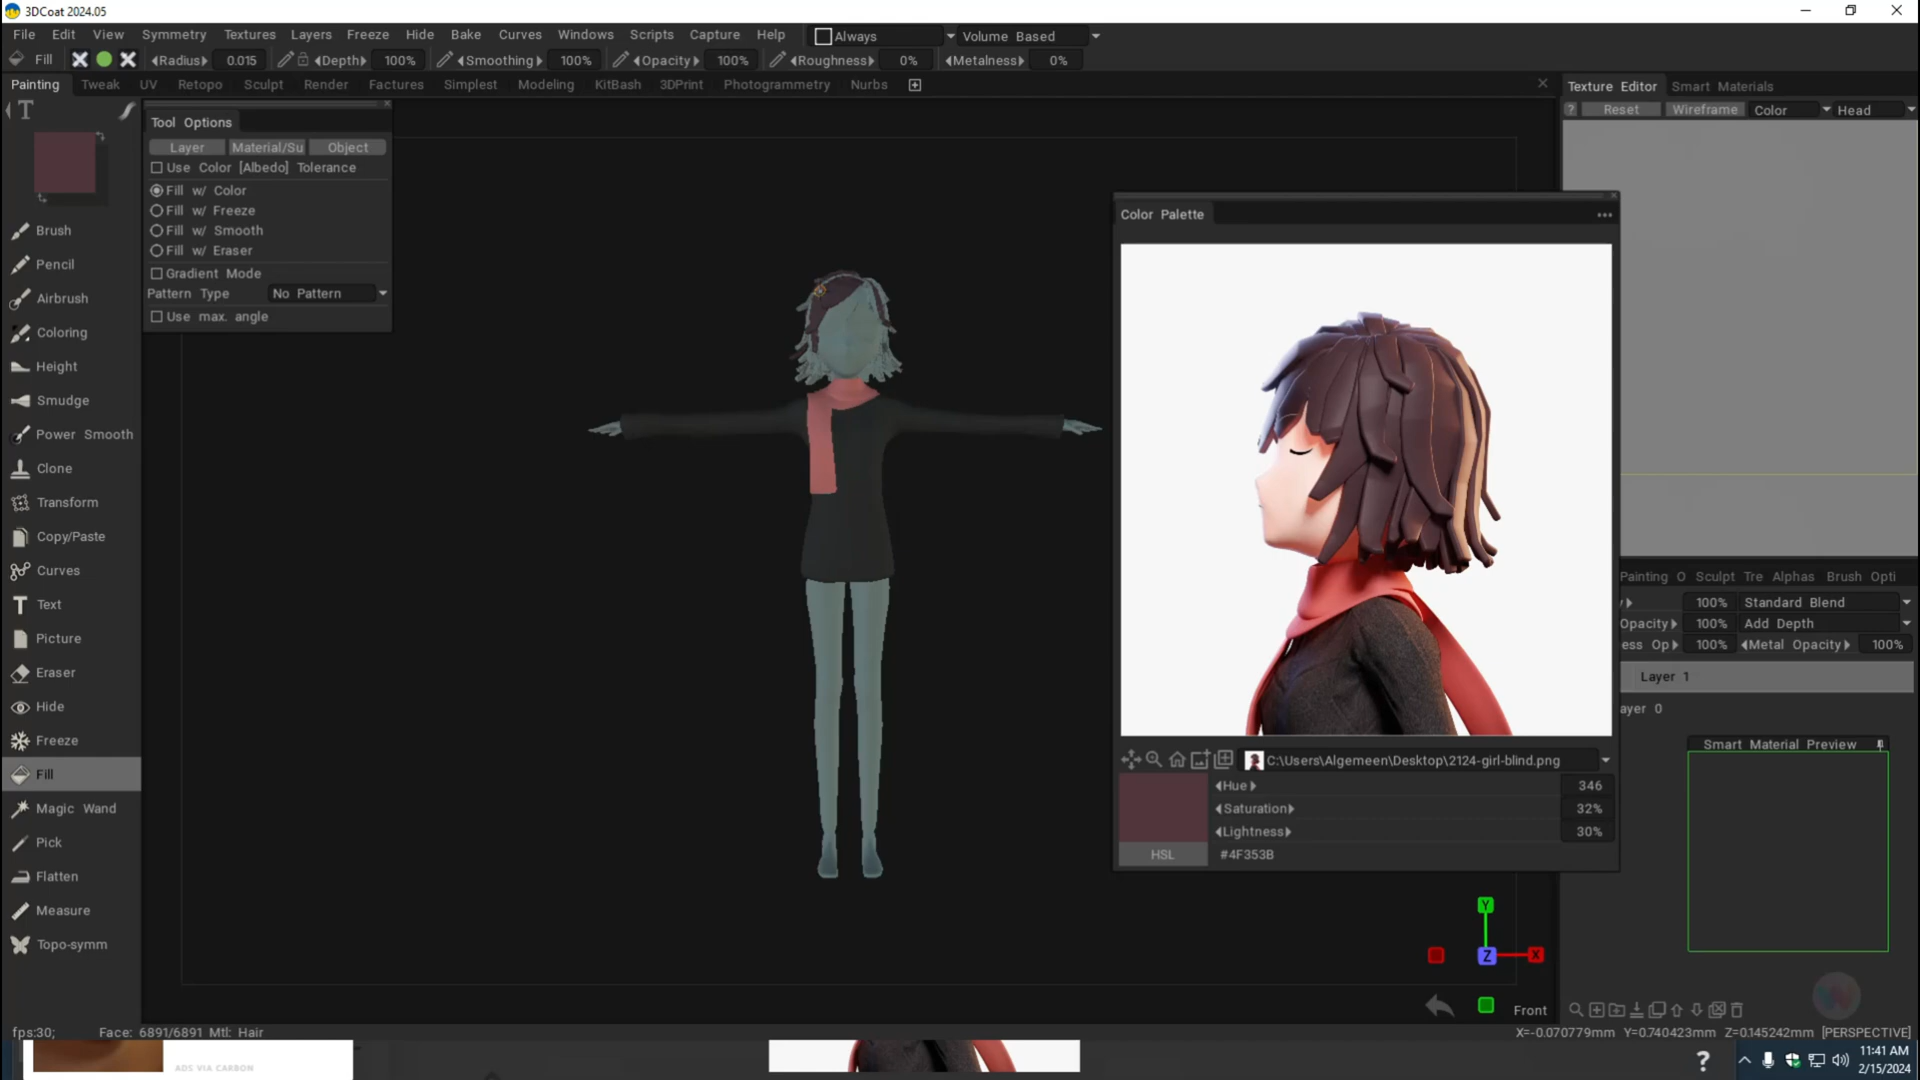 3DCoat 2024.05
File Edit View Symmetry Textures Layers Freeze Hide Bake Curves Windows Scripts Capture Help Always Volume Based
Fill Radius 0.015 Depth 100% Smoothing 100% Opacity 100% Roughness 0% Metalness 0%
Painting Tweak UV Retopo Sculpt Render Factures Simplest Modeling KitBash 3DPrint Photogrammetry Nurbs
Texture Editor Smart Materials
? Reset Wireframe Color Head
Tool Options
Layer Material/Su Object
Use Color [Albedo] Tolerance
Fill w/ Color
Fill w/ Freeze
Fill w/ Smooth
Fill w/ Eraser
Gradient Mode
Pattern Type No Pattern
Use max. angle
T
Brush
Pencil
Airbrush
Coloring
Height
Smudge
Power Smooth
Clone
Transform
Copy/Paste
Curves
Text
Picture
Eraser
Hide
Freeze
Fill
Magic Wand
Pick
Flatten
Measure
Topo-symm
Color Palette
C:\Users\Algemeen\Desktop\2124-girl-blind.png
Hue 346
Saturation 32%
Lightness 30%
HSL #4F353B
Painting O Sculpt Tre Alphas Brush Opti
100% Standard Blend
Opacity 100% Add Depth
ess Op 100% Metal Opacity 100%
Layer 1
ayer 0
Smart Material Preview
Y
Z X
Front
fps:30; Face: 6891/6891 Mtl: Hair
X=-0.070779mm Y=0.740423mm Z=0.145242mm [PERSPECTIVE]
ADS VIA CARBON
?
11:41 AM
2/15/2024